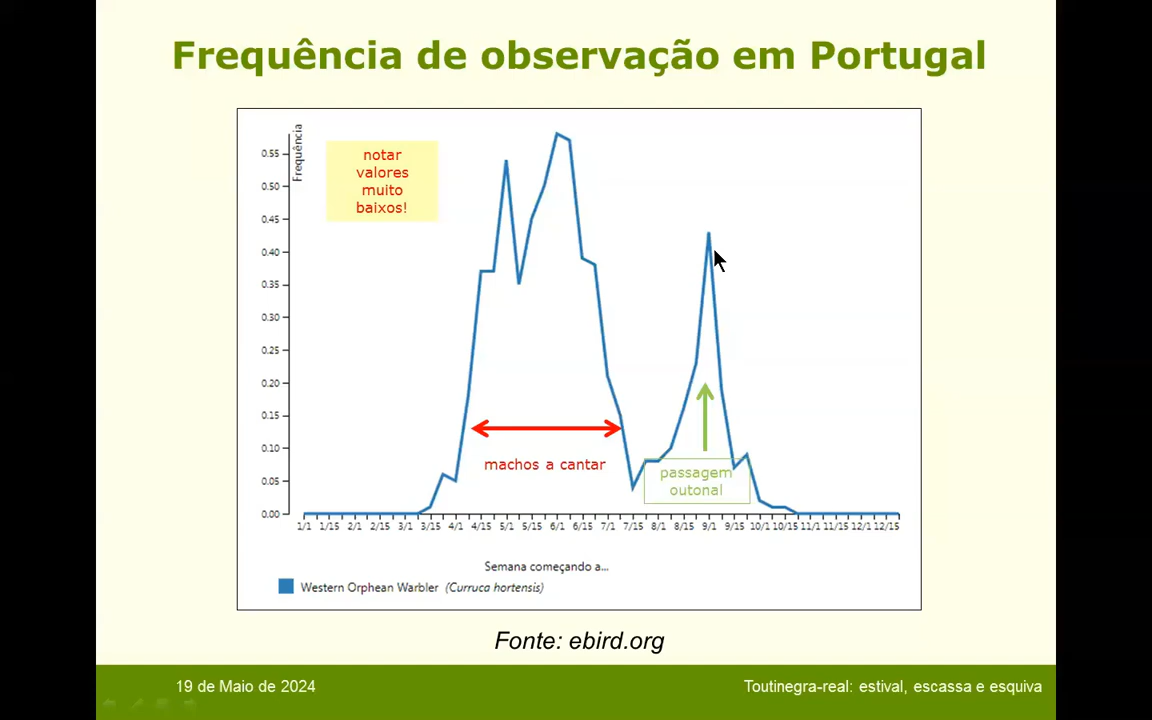 Frequência de observação em Portugal
Frequência
notar
valores
muito
baixos!
0.55
0.50
0.45
0.40
0.35
0.30
0.25
0.20
0.15
0.10
0.05
0.00
machos a cantar
passagem
outonal
1/1 1/15 2/1 2/15 3/1 3/15 4/1 4/15 5/1 5/15 6/1 6/15 7/1 7/15 8/1 8/15 9/1 9/15 10/1 10/15 11/1 11/15 12/1 12/15
Semana começando a...
Western Orphean Warbler (Curruca hortensis)
Fonte: ebird.org
19 de Maio de 2024
Toutinegra-real: estival, escassa e esquiva